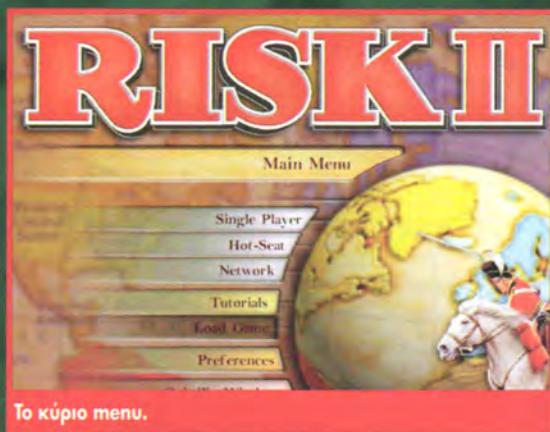 RISK II
Main Menu
Single Player
Hot-Seat
Network
Tutorials
Load Game
Preferences
Το κύριο menu.